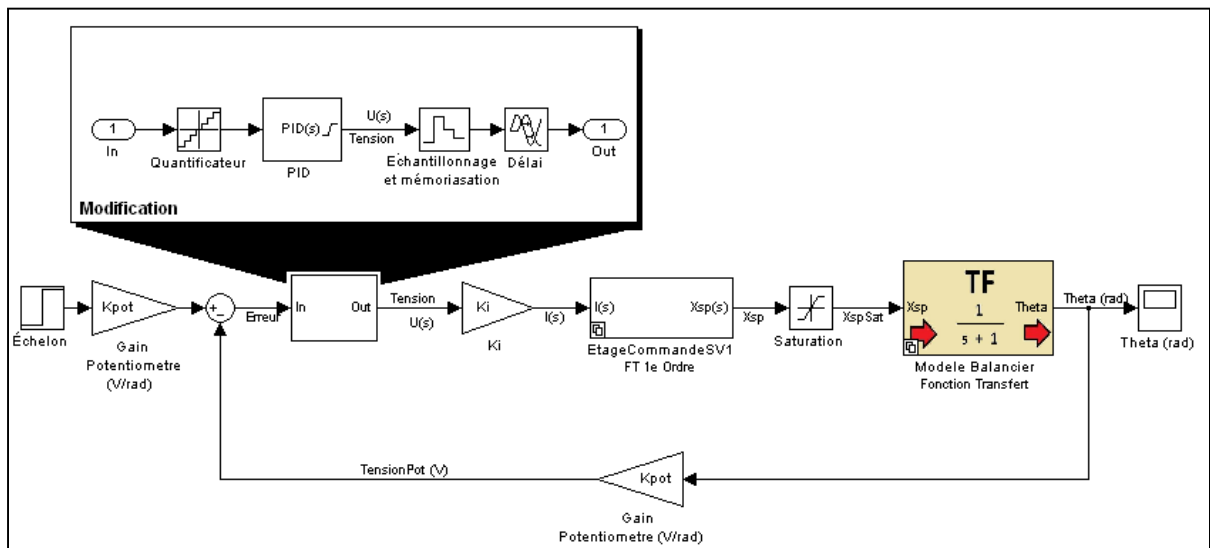 1
In
Quantificateur
PID(s)
PID
U(s)
Tension
Echantillonnage
et mémoriasation
Délai
1
Out
Modification
Échelon
Kpot
Gain
Potentiometre
(V/rad)
+
-
Erreur
In
Out
Tension
U(s)
Ki
Ki
I(s)
I(s)
Xsp(s)
EtageCommandeSV1
FT 1e Ordre
Xsp
Saturation
XspSat
TF
Xsp
1
s + 1
Theta
Modele Balancier
Fonction Transfert
Theta (rad)
Theta (rad)
TensionPot (V)
Kpot
Gain
Potentiometre (V/rad)